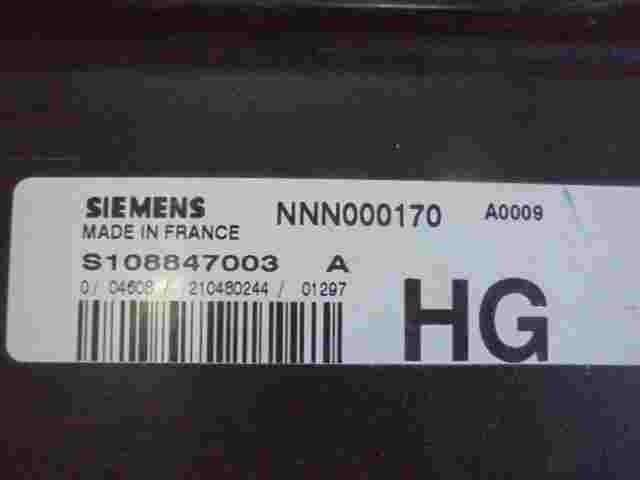 SIEMENS NNN000170 A0009
MADE IN FRANCE
S108847003 A
0/ 04608 / 210480244 / 01297
HG